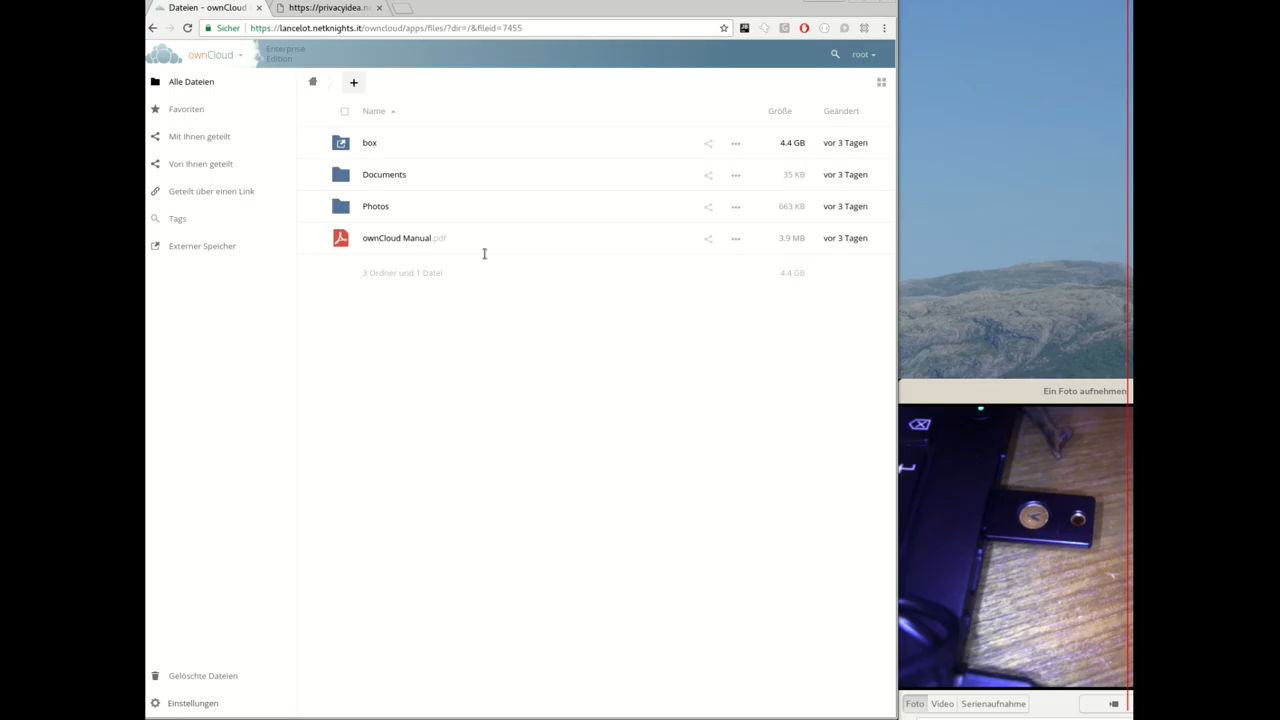 Dateien - ownCloud
https://privacyidea.n
Sicher
https://lancelot.netknights.it/owncloud/apps/files/?dir=/&fileid=7455
ownCloud
Enterprise
Edition
root
Alle Dateien
Favoriten
Mit Ihnen geteilt
Von Ihnen geteilt
Geteilt über einen Link
Tags
Externer Speicher
Gelöschte Dateien
Einstellungen
Name
Größe
Geändert
box
4.4 GB
vor 3 Tagen
Documents
35 KB
vor 3 Tagen
Photos
663 KB
vor 3 Tagen
ownCloud Manual.pdf
3.9 MB
vor 3 Tagen
3 Ordner und 1 Datei
4.4 GB
Ein Foto aufnehmen
Foto
Video
Serienaufnahme